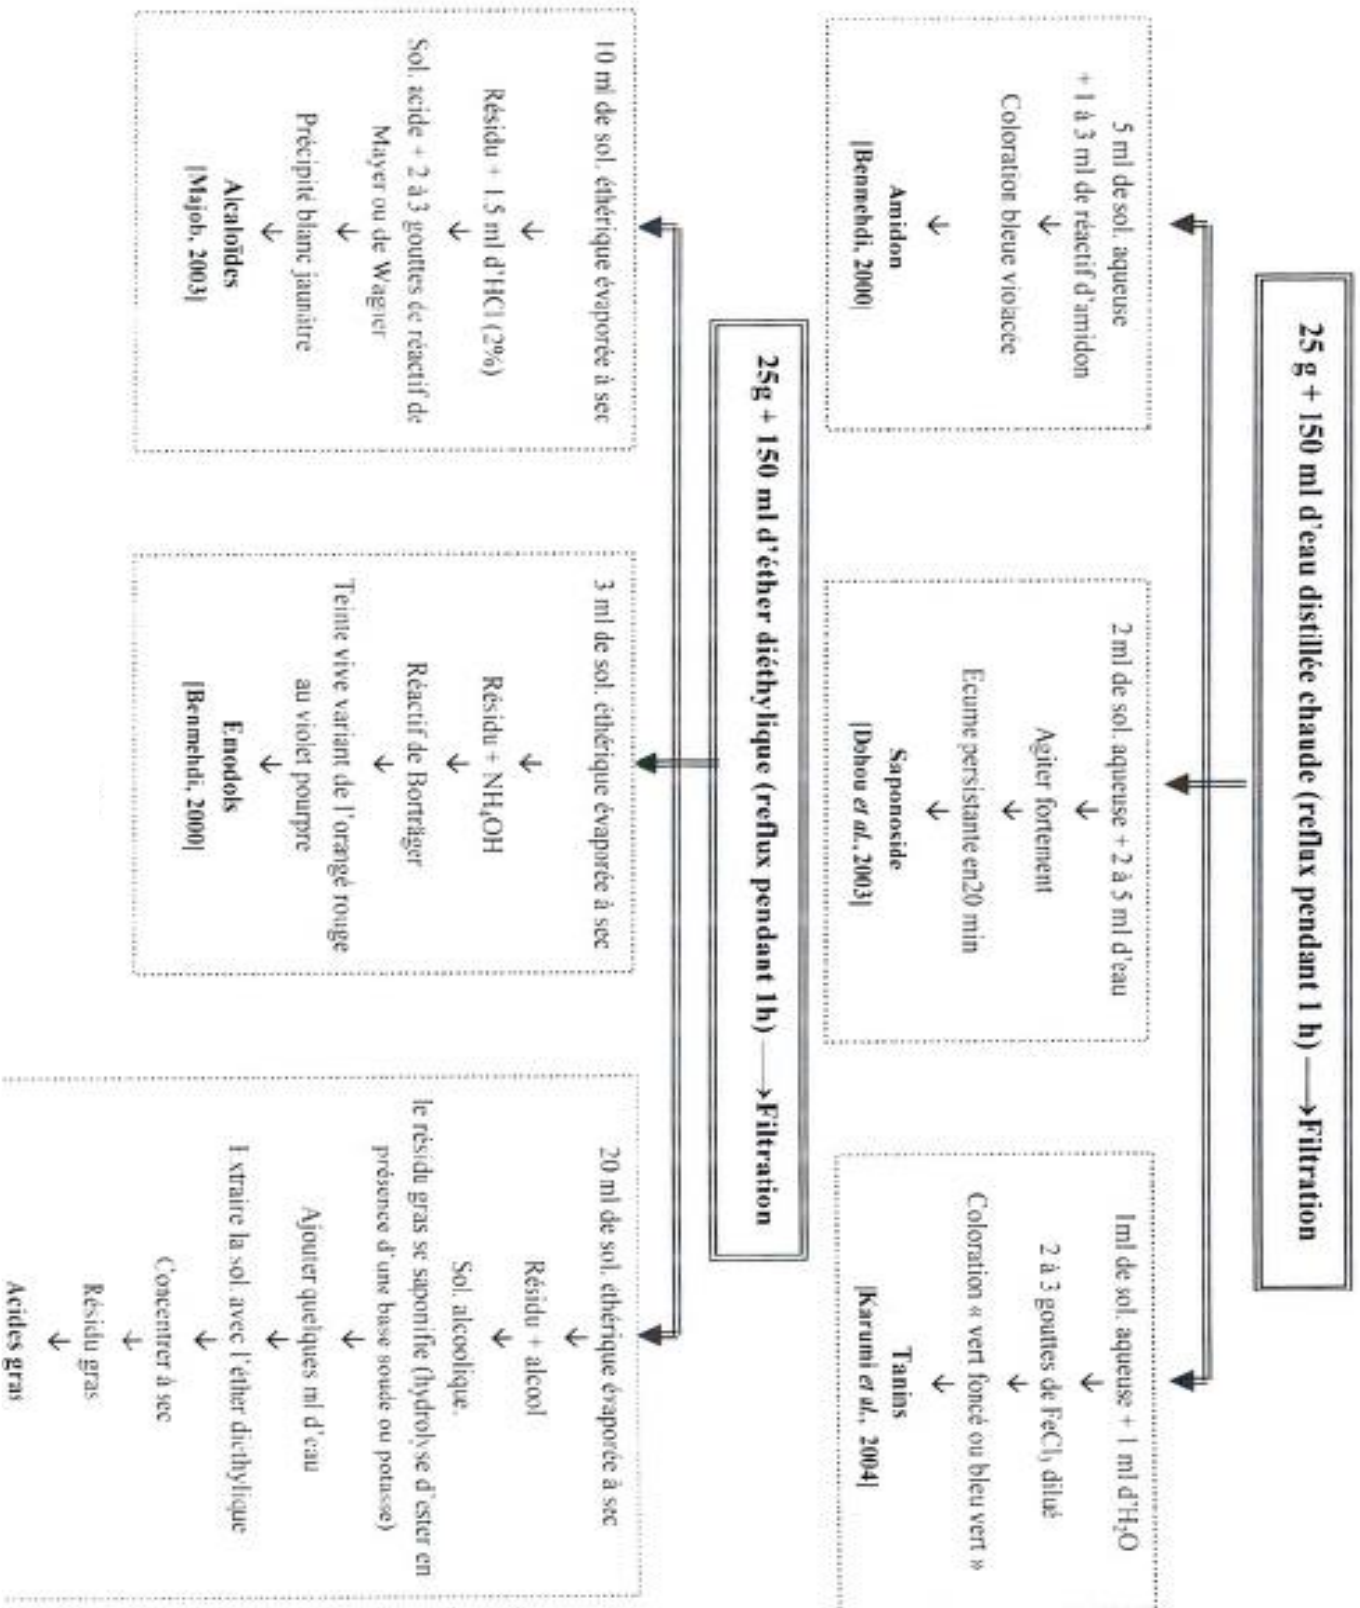 25 g + 150 ml d'eau distillée chaude (reflux pendant 1 h) ⟶Filtration
5 ml de sol. aqueuse
+ 1 à 3 ml de réactif d'amidon
↓
Coloration bleue violacée
↓
Amidon
[Benmehdi, 2000]
2 ml de sol. aqueuse + 2 à 5 ml d'eau
↓
Agiter fortement
↓
Ecume persistante en20 min
↓
Saponoside
[Dohou et al., 2003]
1ml de sol. aqueuse + 1 ml d'H₂O
↓
2 à 3 gouttes de FeCl₃ dilué
↓
Coloration « vert foncé ou bleu vert »
↓
Tanins
[Karumi et al., 2004]
25g + 150 ml d'éther diéthylique (reflux pendant 1h) ⟶Filtration
10 ml de sol. éthérique évaporée à sec
↓
Résidu + 1.5 ml d'HCl (2%)
↓
Sol. acide + 2 à 3 gouttes de réactif de
Mayer ou de Wagner
↓
Précipité blanc jaunâtre
↓
Alcaloïdes
[Majob, 2003]
3 ml de sol. éthérique évaporée à sec
↓
Résidu + NH₄OH
↓
Réactif de Borträger
↓
Teinte vive variant de l'orangé rouge
au violet pourpre
↓
Emodols
[Benmehdi, 2000]
20 ml de sol. éthérique évaporée à sec
↓
Résidu + alcool
↓
Sol. alcoolique.
le résidu gras se saponifie (hydrolyse d'ester en
présence d'une base soude ou potasse)
↓
Ajouter quelques ml d'eau
↓
Extraire la sol. avec l'éther diethylique
↓
Concentrer à sec
↓
Résidu gras
↓
Acides gras